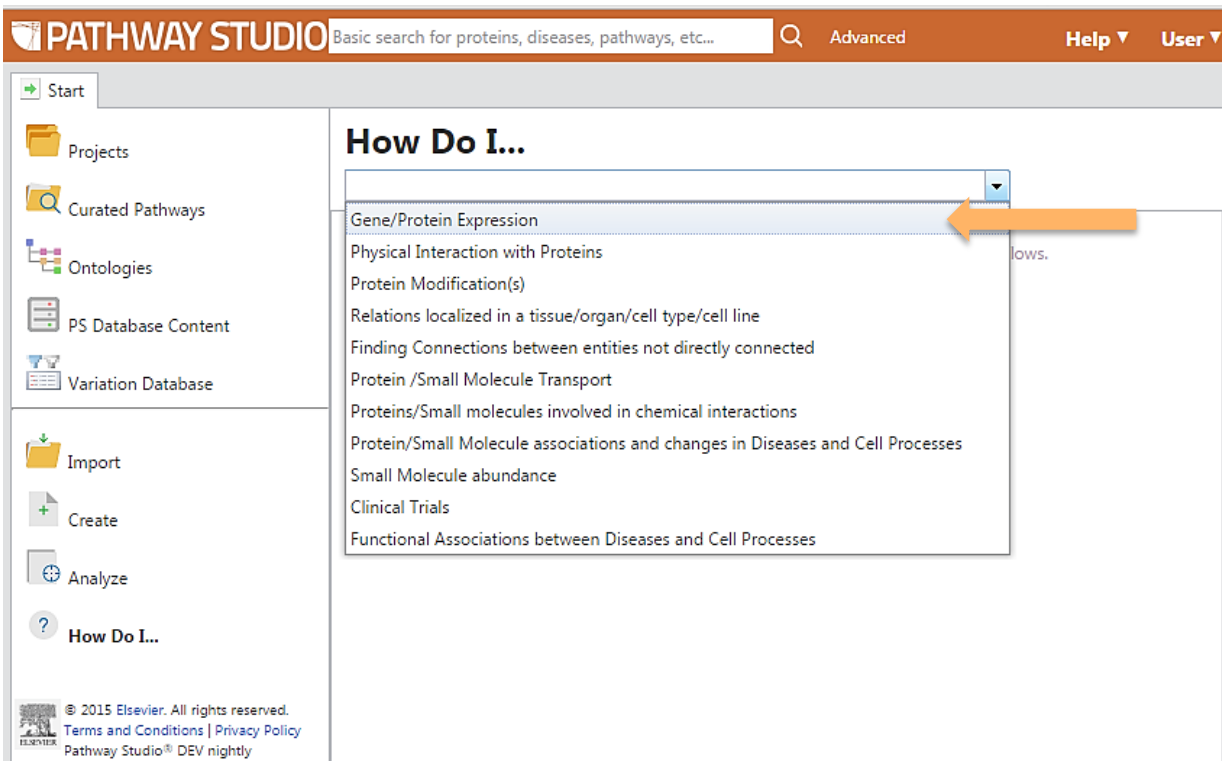 PATHWAY STUDIO Basic search for proteins, diseases, pathways, etc... Advanced Help User
Start
Projects
Curated Pathways
Ontologies
PS Database Content
Variation Database
Import
Create
Analyze
How Do I...
ELSEVIER
© 2015 Elsevier. All rights reserved.
Terms and Conditions | Privacy Policy
Pathway Studio® DEV nightly
How Do I...
Gene/Protein Expression
Physical Interaction with Proteins
lows.
Protein Modification(s)
Relations localized in a tissue/organ/cell type/cell line
Finding Connections between entities not directly connected
Protein /Small Molecule Transport
Proteins/Small molecules involved in chemical interactions
Protein/Small Molecule associations and changes in Diseases and Cell Processes
Small Molecule abundance
Clinical Trials
Functional Associations between Diseases and Cell Processes